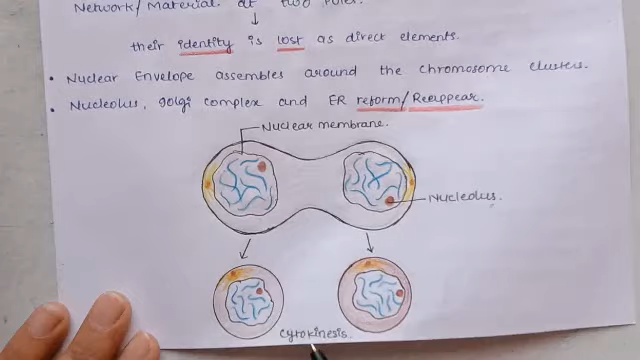 Network/Material at two Poles.
their identity is lost as direct elements.
• Nuclear Envelope assembles around the chromosome clusters.
• Nucleolus, golgi complex and ER reform/Reappear.
Nuclear membrane.
Nucleolus.
cytokinesis.